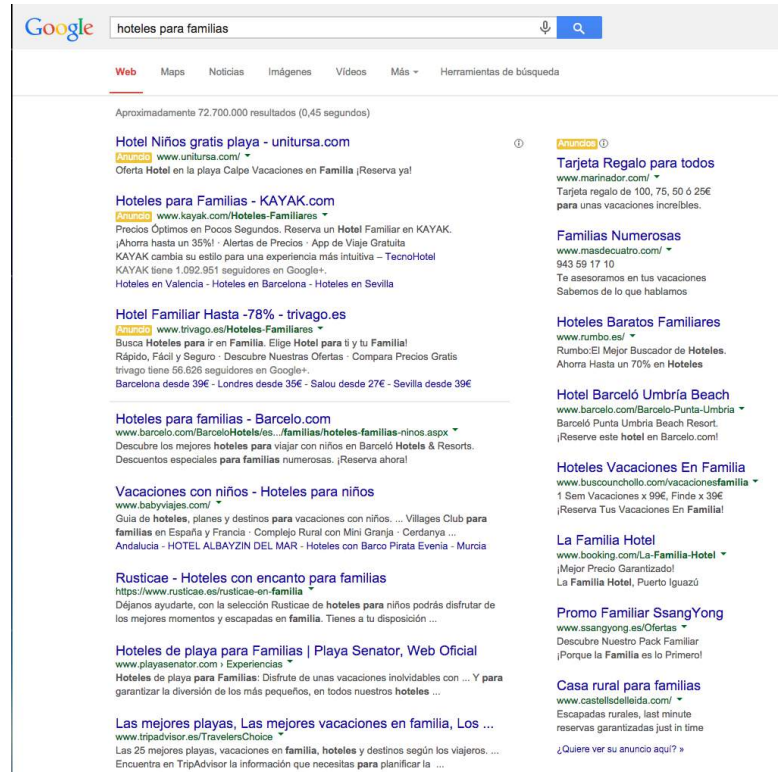 Google
hoteles para familias
Web Maps Noticias Imágenes Vídeos Más Herramientas de búsqueda
Aproximadamente 72.700.000 resultados (0,45 segundos)
Hotel Niños gratis playa - unitursa.com
Anuncio www.unitursa.com/
Oferta Hotel en la playa Calpe Vacaciones en Familia ¡Reserva ya!
Hoteles para Familias - KAYAK.com
Anuncio www.kayak.com/Hoteles-Familiares
Precios Óptimos en Pocos Segundos. Reserva un Hotel Familiar en KAYAK.
¡Ahorra hasta un 35%! · Alertas de Precios · App de Viaje Gratuita
KAYAK cambia su estilo para una experiencia más intuitiva – TecnoHotel
KAYAK tiene 1.092.951 seguidores en Google+.
Hoteles en Valencia - Hoteles en Barcelona - Hoteles en Sevilla
Hotel Familiar Hasta -78% - trivago.es
Anuncio www.trivago.es/Hoteles-Familiares
Busca Hoteles para ir en Familia. Elige Hotel para ti y tu Familia!
Rápido, Fácil y Seguro · Descubre Nuestras Ofertas · Compara Precios Gratis
trivago tiene 56.626 seguidores en Google+.
Barcelona desde 39€ - Londres desde 35€ - Salou desde 27€ - Sevilla desde 39€
Hoteles para familias - Barcelo.com
www.barcelo.com/BarceloHotels/es.../familias/hoteles-familias-ninos.aspx
Descubre los mejores hoteles para viajar con niños en Barceló Hotels & Resorts.
Descuentos especiales para familias numerosas. ¡Reserva ahora!
Vacaciones con niños - Hoteles para niños
www.babyviajes.com/
Guia de hoteles, planes y destinos para vacaciones con niños. ... Villages Club para
familias en España y Francia · Complejo Rural con Mini Granja · Cerdanya ...
Andalucia - HOTEL ALBAYZIN DEL MAR - Hoteles con Barco Pirata Evenia - Murcia
Rusticae - Hoteles con encanto para familias
https://www.rusticae.es/rusticae-en-familia
Déjanos ayudarte, con la selección Rusticae de hoteles para niños podrás disfrutar de
los mejores momentos y escapadas en familia. Tienes a tu disposición ...
Hoteles de playa para Familias | Playa Senator, Web Oficial
www.playasenator.com › Experiencias
Hoteles de playa para Familias: Disfrute de unas vacaciones inolvidables con ... Y para
garantizar la diversión de los más pequeños, en todos nuestros hoteles ...
Las mejores playas, Las mejores vacaciones en familia, Los ...
www.tripadvisor.es/TravelersChoice
Las 25 mejores playas, vacaciones en familia, hoteles y destinos según los viajeros. ...
Encuentra en TripAdvisor la información que necesitas para planificar la ...
Anuncios
Tarjeta Regalo para todos
www.marinador.com/
Tarjeta regalo de 100, 75, 50 ó 25€
para unas vacaciones increíbles.
Familias Numerosas
www.masdecuatro.com/
943 59 17 10
Te asesoramos en tus vacaciones
Sabemos de lo que hablamos
Hoteles Baratos Familiares
www.rumbo.es/
Rumbo:El Mejor Buscador de Hoteles.
Ahorra Hasta un 70% en Hoteles
Hotel Barceló Umbría Beach
www.barcelo.com/Barcelo-Punta-Umbria
Barceló Punta Umbria Beach Resort.
¡Reserve este hotel en Barcelo.com!
Hoteles Vacaciones En Familia
www.buscounchollo.com/vacacionesfamilia
1 Sem Vacaciones x 99€, Finde x 39€
¡Reserva Tus Vacaciones En Familia!
La Familia Hotel
www.booking.com/La-Familia-Hotel
¡Mejor Precio Garantizado!
La Familia Hotel, Puerto Iguazú
Promo Familiar SsangYong
www.ssangyong.es/Ofertas
Descubre Nuestro Pack Familiar
¡Porque la Familia es lo Primero!
Casa rural para familias
www.castellsdelleida.com/
Escapadas rurales, last minute
reservas garantizadas just in time
¿Quiere ver su anuncio aquí? »